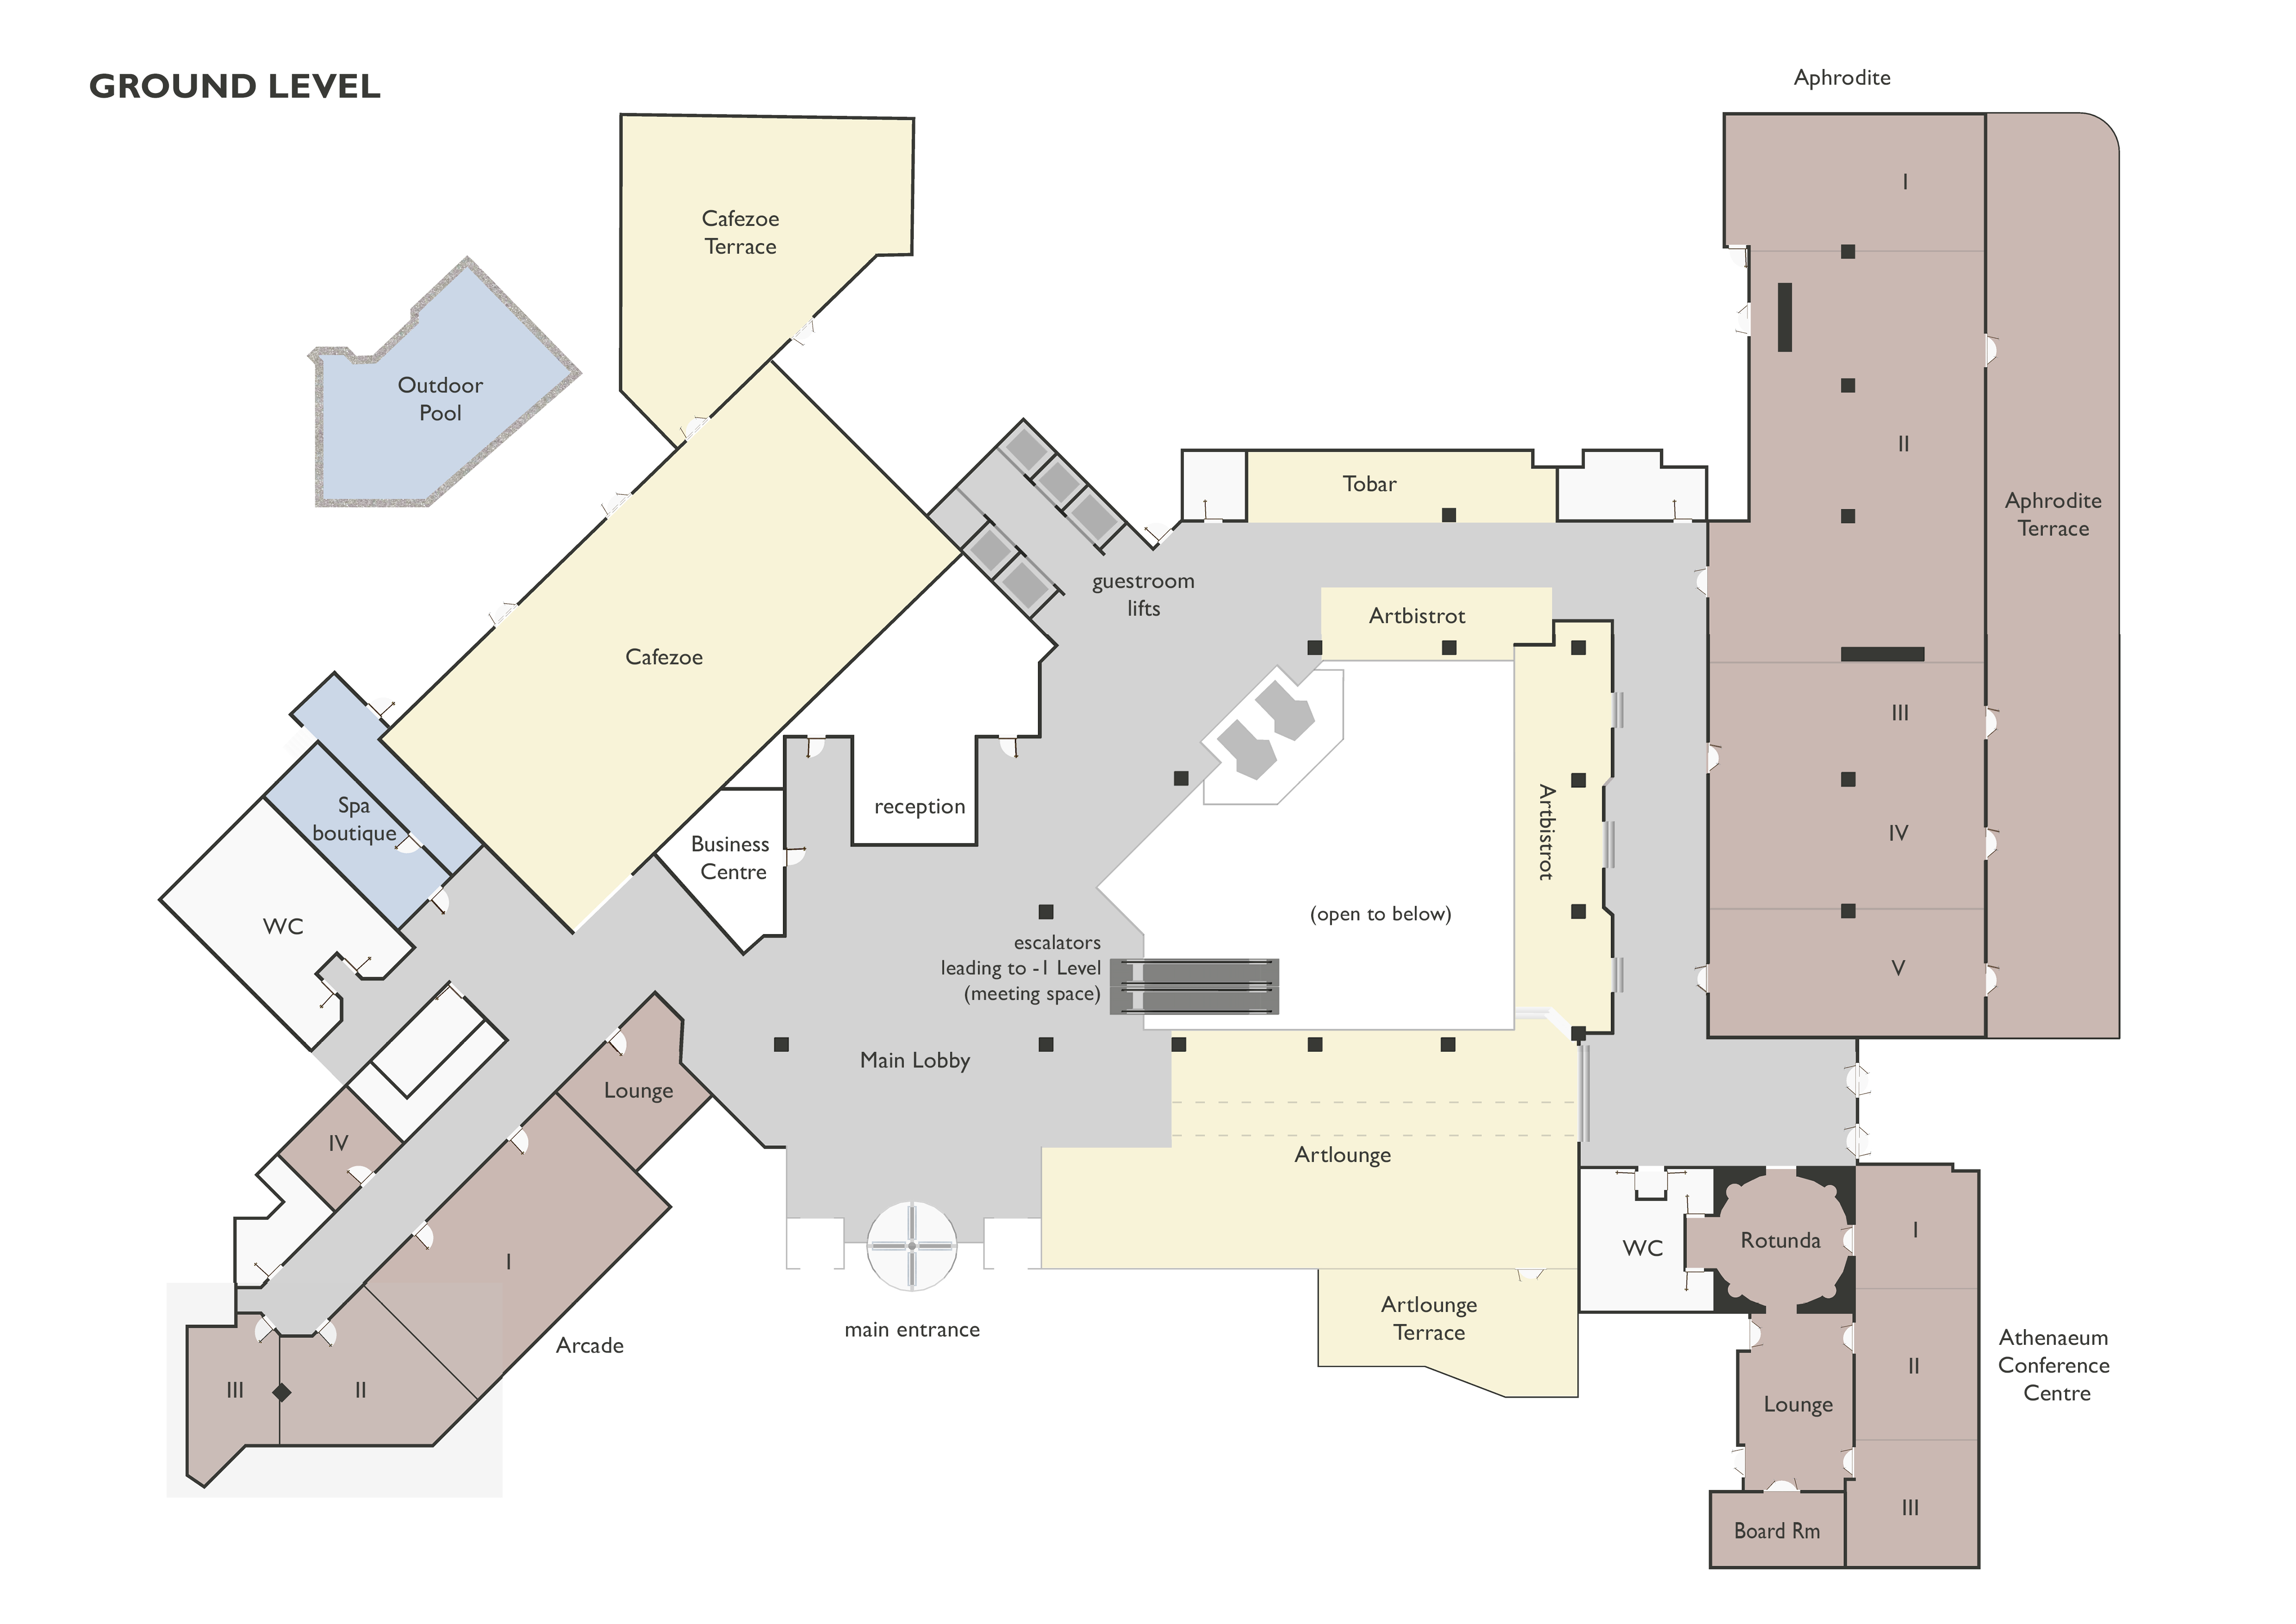 GROUND LEVEL
Aphrodite
I
Cafezoe
Terrace
Outdoor
Pool
II
Tobar
Aphrodite
Terrace
guestroom
lifts
Artbistrot
Cafezoe
III
Spa
boutique
reception
Business
Centre
Artbistrot
IV
WC
(open to below)
escalators
leading to -1 Level
(meeting space)
V
Main Lobby
Lounge
IV
Artlounge
I
WC
Rotunda
I
Artlounge
Terrace
main entrance
Arcade
III
II
Athenaeum
Conference
Centre
II
Lounge
III
Board Rm